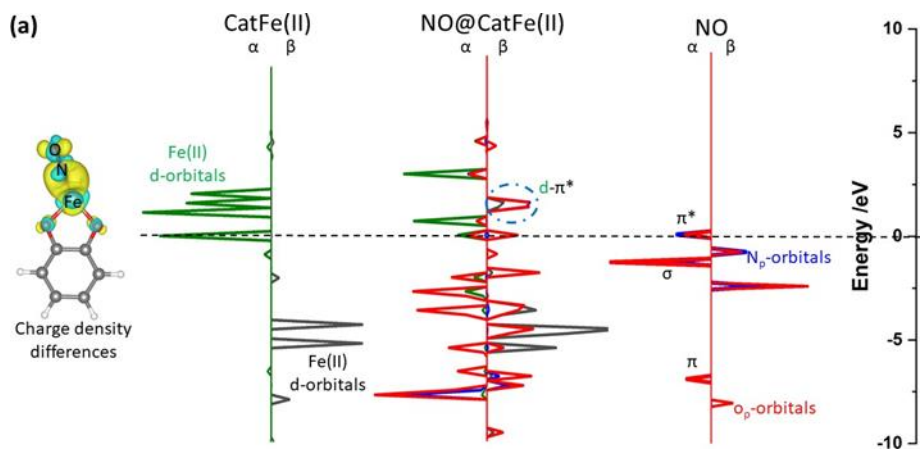 (a)
CatFe(II)
NO@CatFe(II)
NO
α β
α β
α β
10
5
0
-5
-10
Energy /eV
Fe(II)
d-orbitals
d-π*
π*
Np-orbitals
σ
π
Op-orbitals
Fe(II)
d-orbitals
O
N
Fe
O
O
Charge density
differences